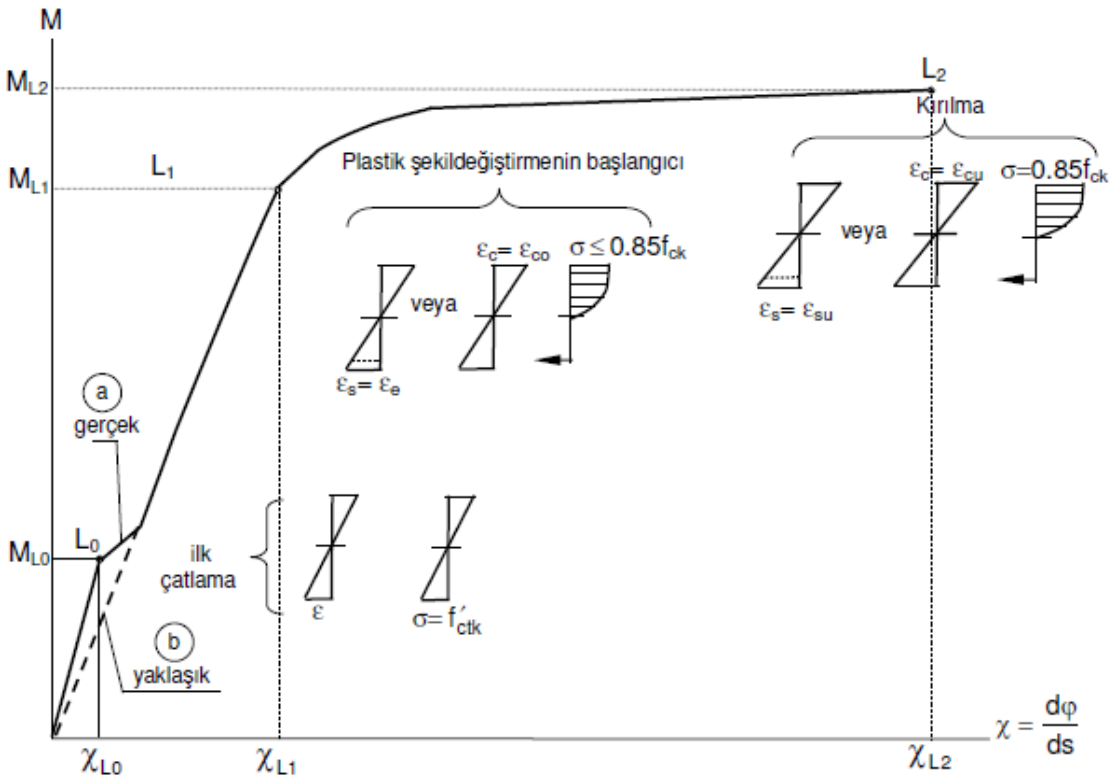 M
M_L2
L_2
Kırılma
Plastik şekildeğiştirmenin başlangıcı
ε_c= ε_cu σ=0.85f_ck
M_L1
L_1
veya
ε_c= ε_co σ ≤ 0.85f_ck
veya
ε_s= ε_su
ε_s= ε_e
a
gerçek
M_L0
L_0
ilk
çatlama
ε
σ= f′_ctk
b
yaklaşık
χ = dφ/ds
χ_L0
χ_L1
χ_L2